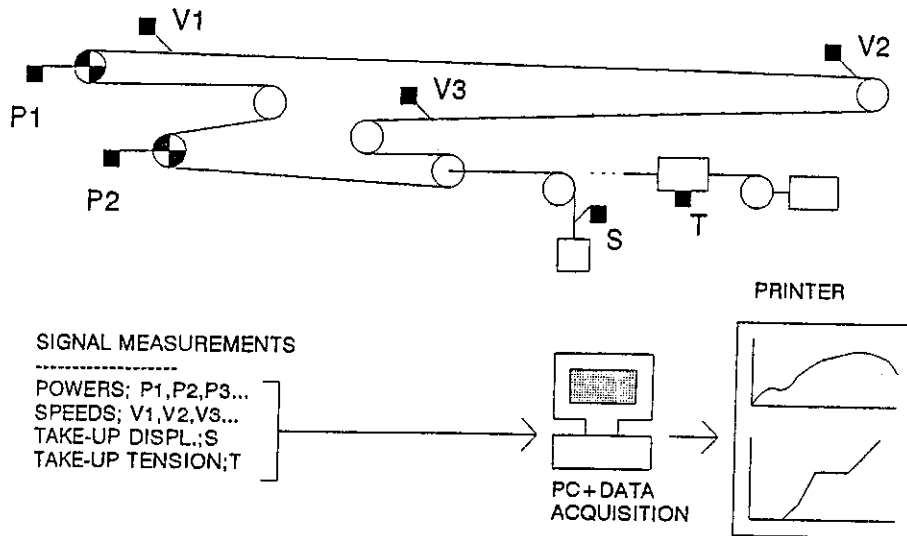 V1
V2
V3
P1
P2
S
T
PRINTER
SIGNAL MEASUREMENTS
--------------------
POWERS; P1,P2,P3...
SPEEDS; V1,V2,V3...
TAKE-UP DISPL.;S
TAKE-UP TENSION;T
PC+DATA
ACQUISITION